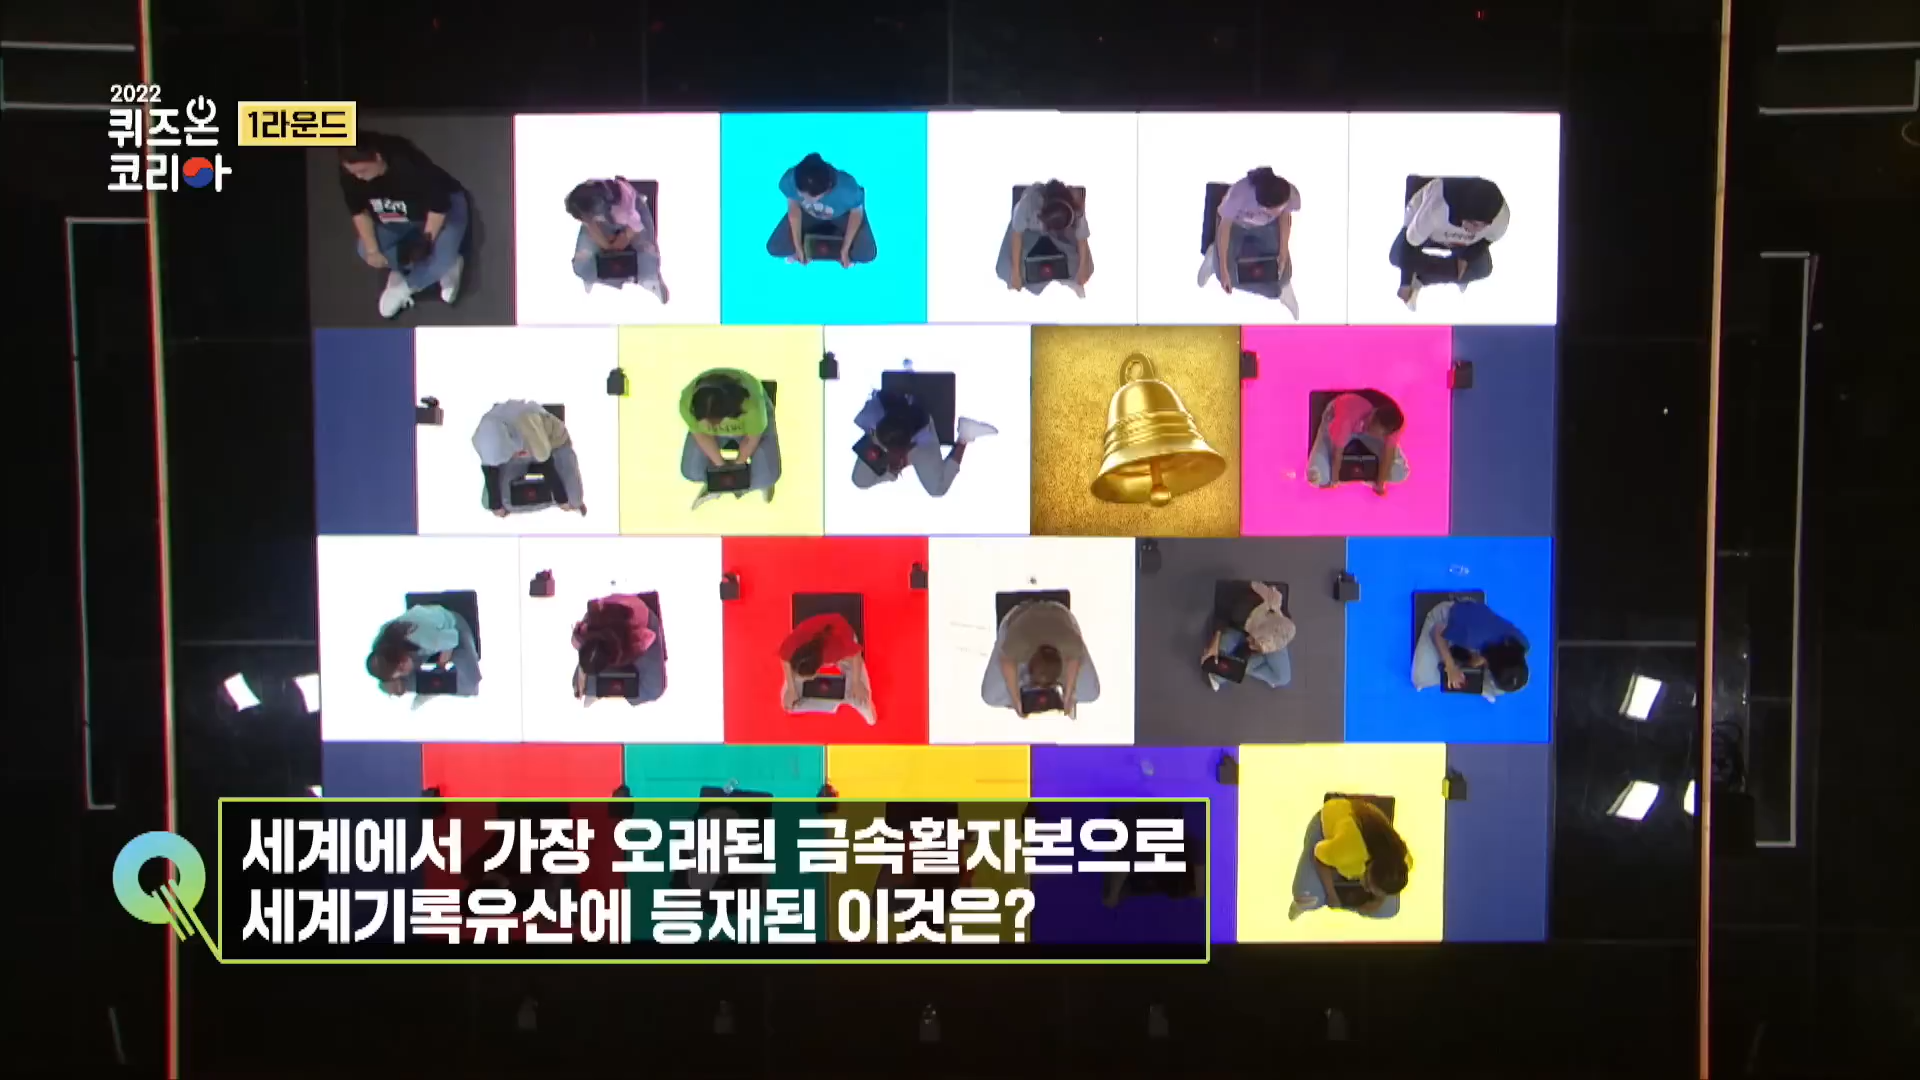 2022
퀴즈온
코리아
1라운드
세계에서 가장 오래된 금속활자본으로
세계기록유산에 등재된 이것은?